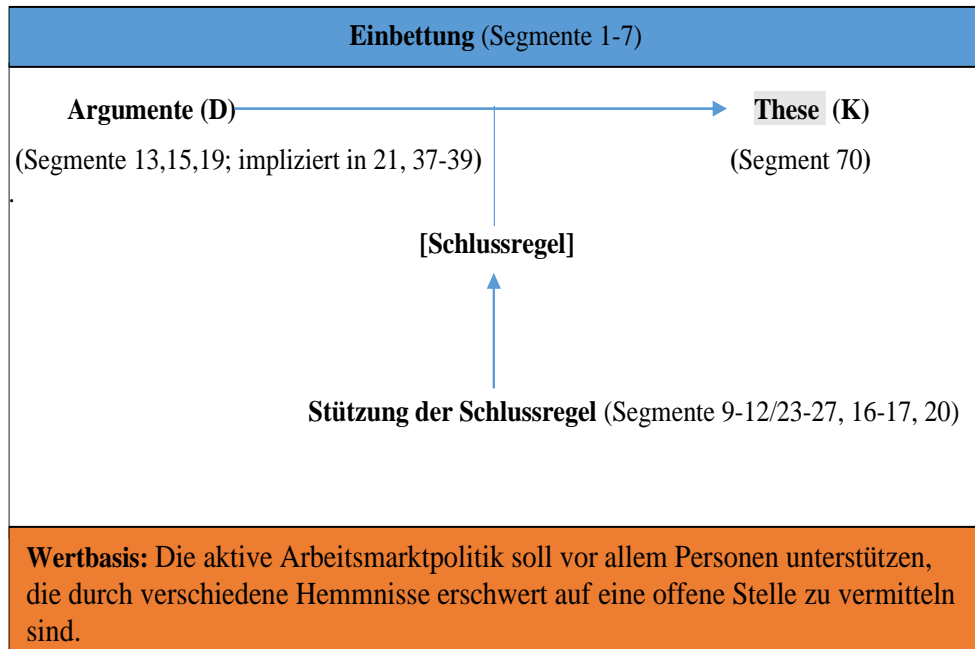 Einbettung (Segmente 1-7)
Argumente (D) These (K)
(Segmente 13,15,19; impliziert in 21, 37-39) (Segment 70)
.
[Schlussregel]
Stützung der Schlussregel (Segmente 9-12/23-27, 16-17, 20)
Wertbasis: Die aktive Arbeitsmarktpolitik soll vor allem Personen unterstützen,
die durch verschiedene Hemmnisse erschwert auf eine offene Stelle zu vermitteln
sind.